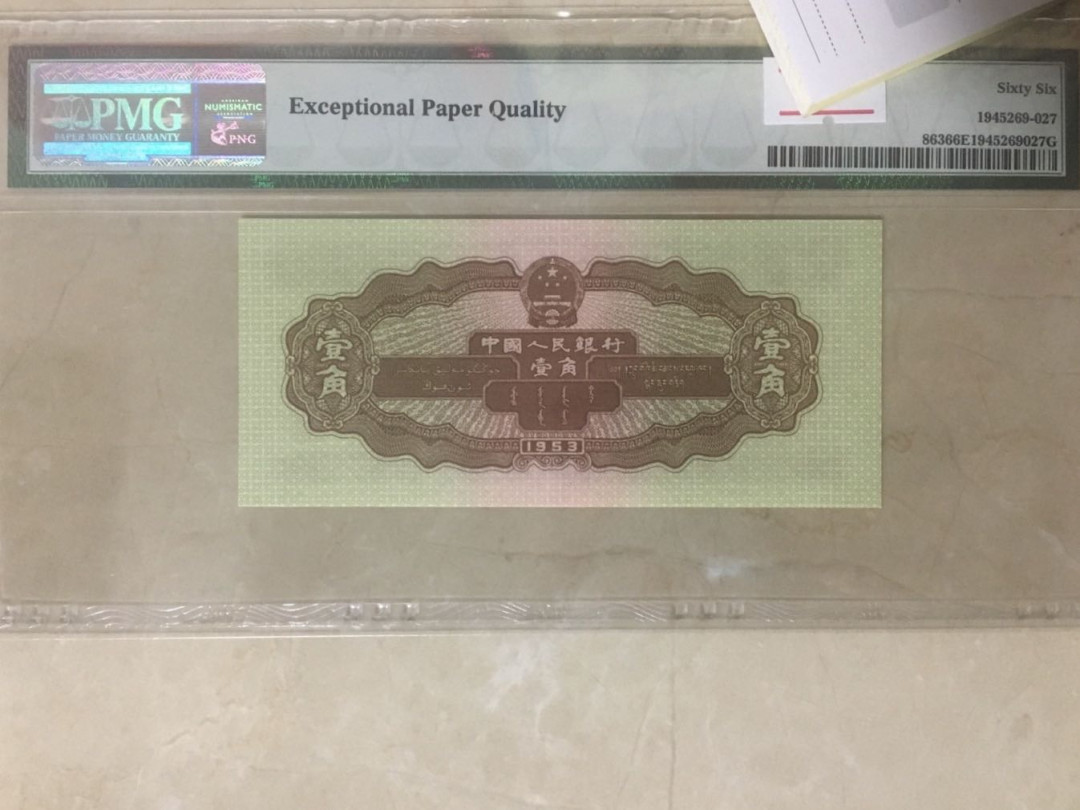 PMG
PAPER MONEY GUARANTY
NUMISMATIC
PNG
Exceptional Paper Quality
Sixty Six
1945269-027
86366E1945269027G
中國人民銀行
壹角
壹角
壹角
1953